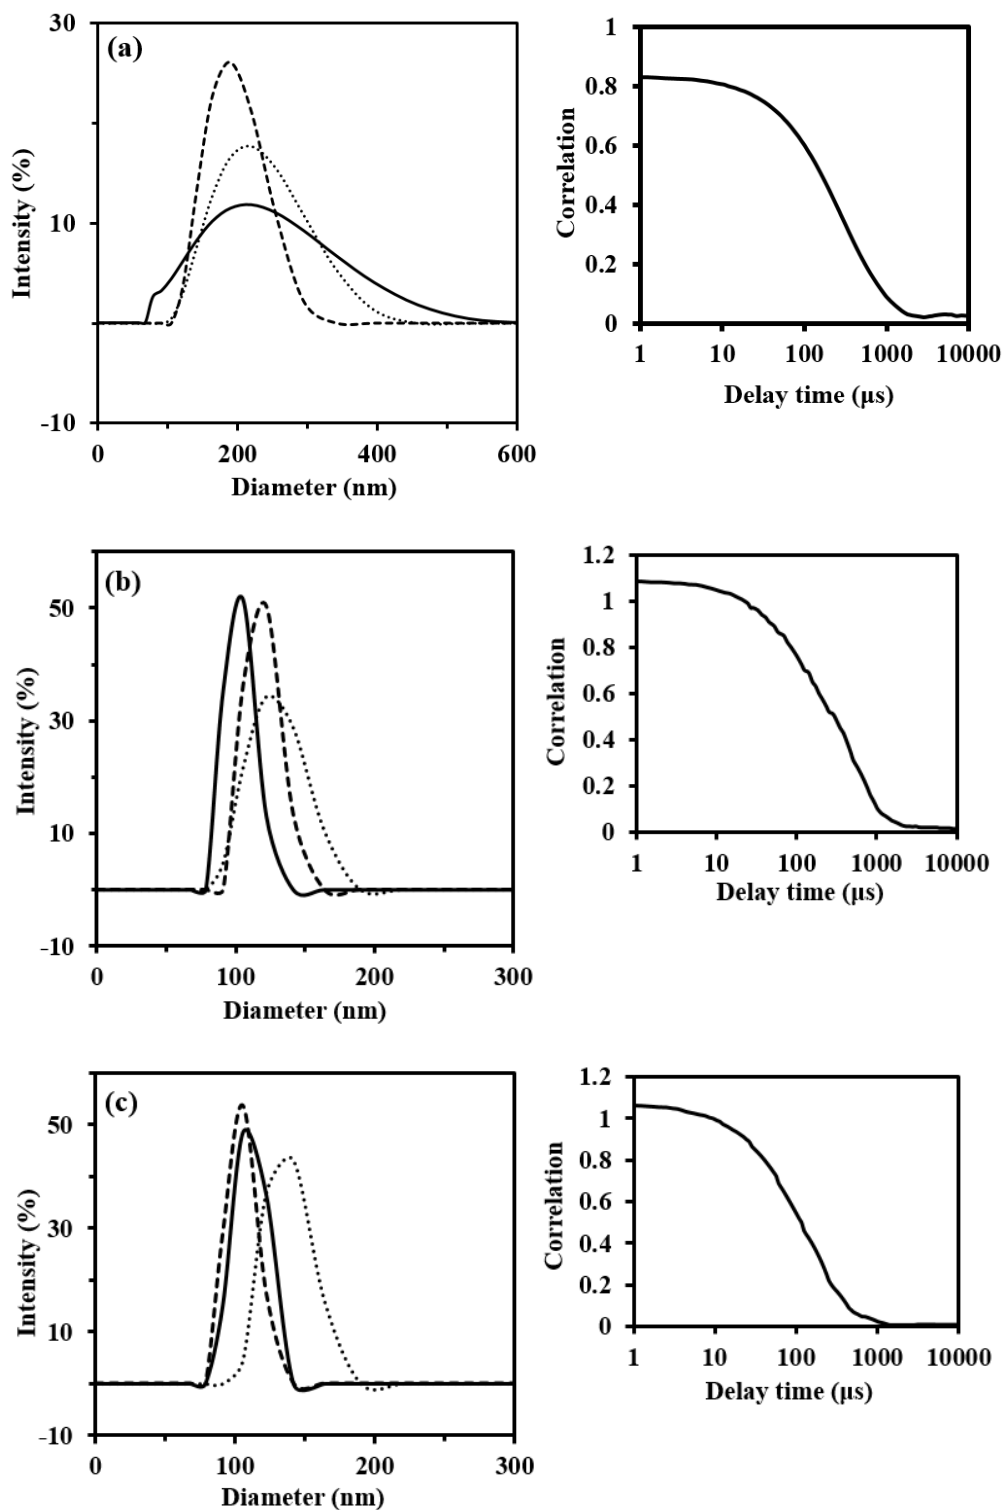 (a)
30
10
-10
0 200 400 600
Intensity (%)
Diameter (nm)
1
0.8
0.6
0.4
0.2
0
1 10 100 1000 10000
Correlation
Delay time (µs)
(b)
50
30
10
-10
0 100 200 300
Intensity (%)
Diameter (nm)
1.2
1
0.8
0.6
0.4
0.2
0
1 10 100 1000 10000
Correlation
Delay time (µs)
(c)
50
30
10
-10
0 100 200 300
Intensity (%)
Diameter (nm)
1.2
1
0.8
0.6
0.4
0.2
0
1 10 100 1000 10000
Correlation
Delay time (µs)